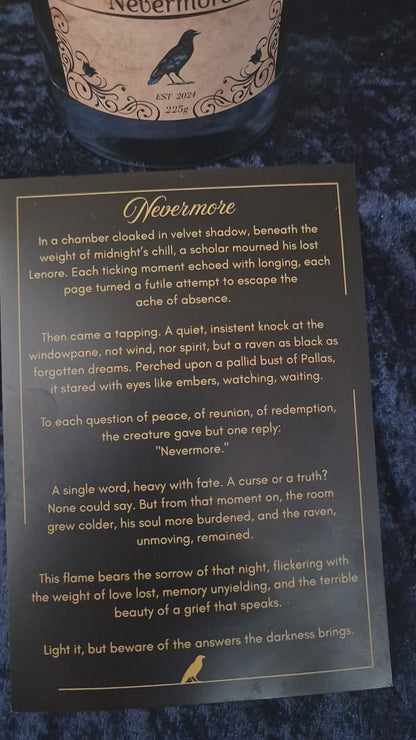 Nevermore
EST 2024
225g
Nevermore
In a chamber cloaked in velvet shadow, beneath the
weight of midnight's chill, a scholar mourned his lost
Lenore. Each ticking moment echoed with longing, each
page turned a futile attempt to escape the
ache of absence.
Then came a tapping. A quiet, insistent knock at the
windowpane, not wind, nor spirit, but a raven as black as
forgotten dreams. Perched upon a pallid bust of Pallas,
it stared with eyes like embers, watching, waiting.
To each question of peace, of reunion, of redemption,
the creature gave but one reply:
"Nevermore."
A single word, heavy with fate. A curse or a truth?
None could say. But from that moment on, the room
grew colder, his soul more burdened, and the raven,
unmoving, remained.
This flame bears the sorrow of that night, flickering with
the weight of love lost, memory unyielding, and the terrible
beauty of a grief that speaks.
Light it, but beware of the answers the darkness brings.